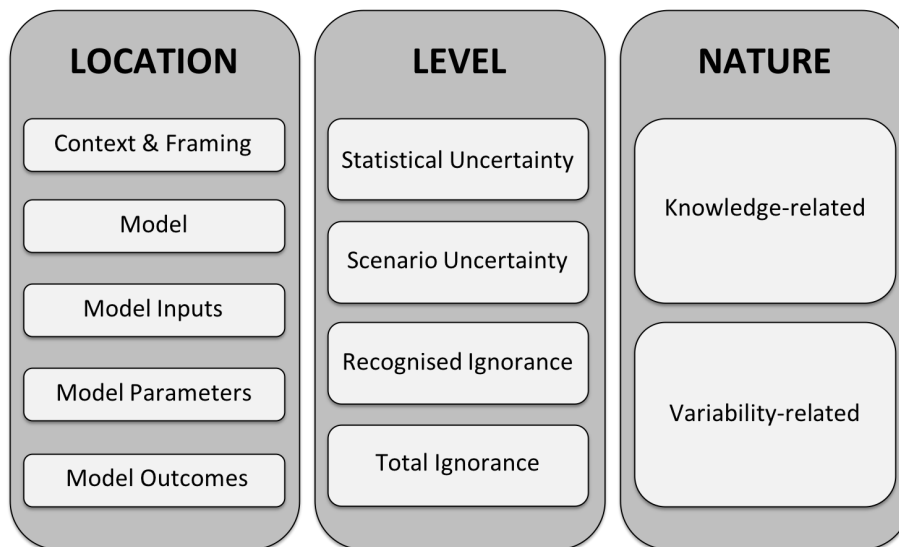 LOCATION
Context & Framing
Model
Model Inputs
Model Parameters
Model Outcomes
LEVEL
Statistical Uncertainty
Scenario Uncertainty
Recognised Ignorance
Total Ignorance
NATURE
Knowledge-related
Variability-related